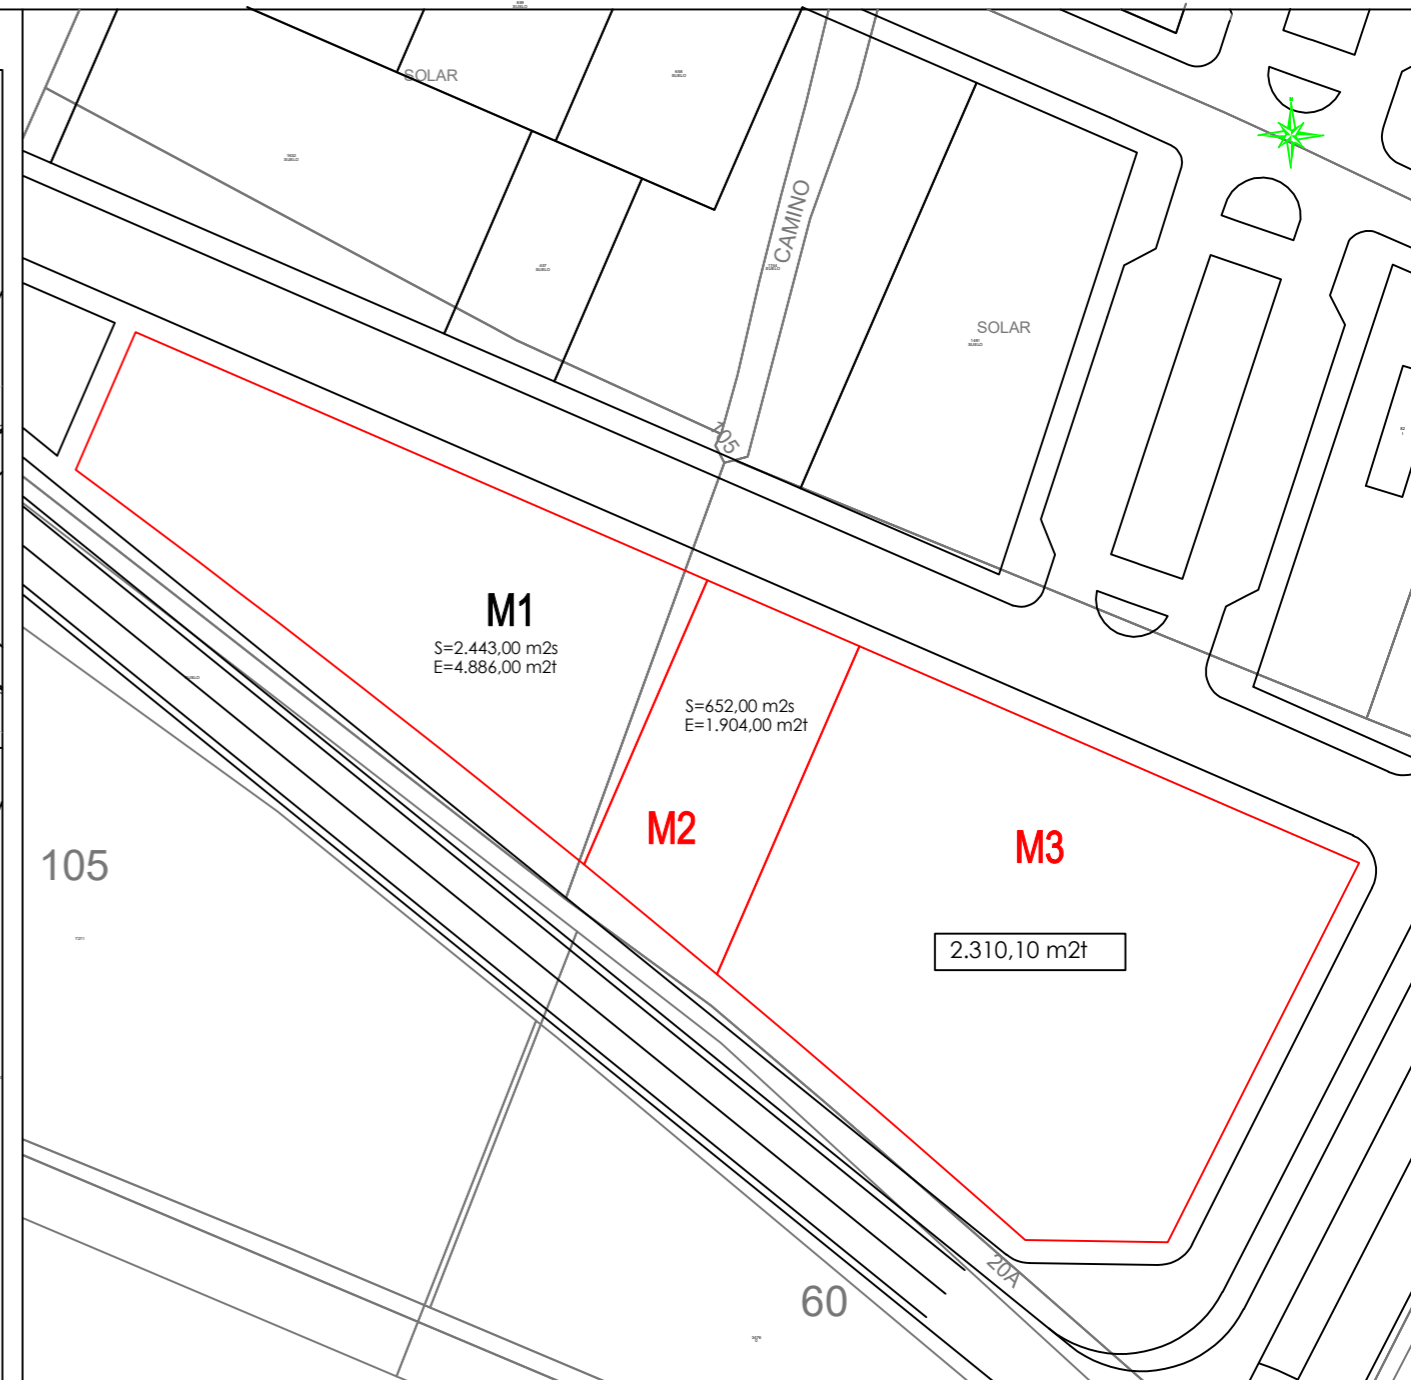 SOLAR
CAMINO
SOLAR
105
M1
S=2.443,00 m2s
E=4.886,00 m2t
S=652,00 m2s
E=1.904,00 m2t
M2
M3
105
2.310,10 m2t
20A
60